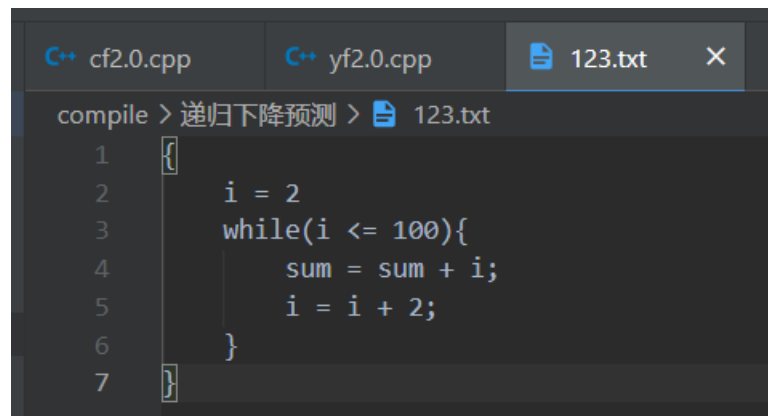 C++ cf2.0.cpp C++ yf2.0.cpp 123.txt ×
compile > 递归下降预测 > 123.txt
1 {
2 i = 2
3 while(i <= 100){
4 sum = sum + i;
5 i = i + 2;
6 }
7 }